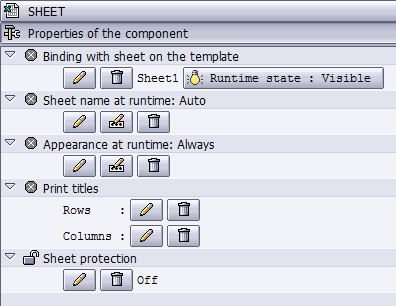 SHEET
Properties of the component
Binding with sheet on the template
Sheet1 Runtime state : Visible
Sheet name at runtime: Auto
Appearance at runtime: Always
Print titles
Rows :
Columns :
Sheet protection
Off